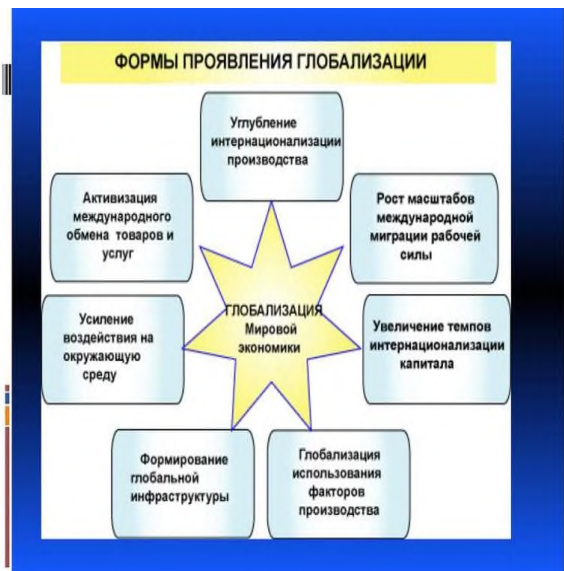 ФОРМЫ ПРОЯВЛЕНИЯ ГЛОБАЛИЗАЦИИ
Углубление
интернационализации
производства
Активизация
международного
обмена товаров и
услуг
Рост масштабов
международной
миграции рабочей
силы
Усиление
воздействия на
окружающую
среду
ГЛОБАЛИЗАЦИЯ
Мировой
экономики
Увеличение темпов
интернационализации
капитала
Формирование
глобальной
инфраструктуры
Глобализация
использования
факторов
производства